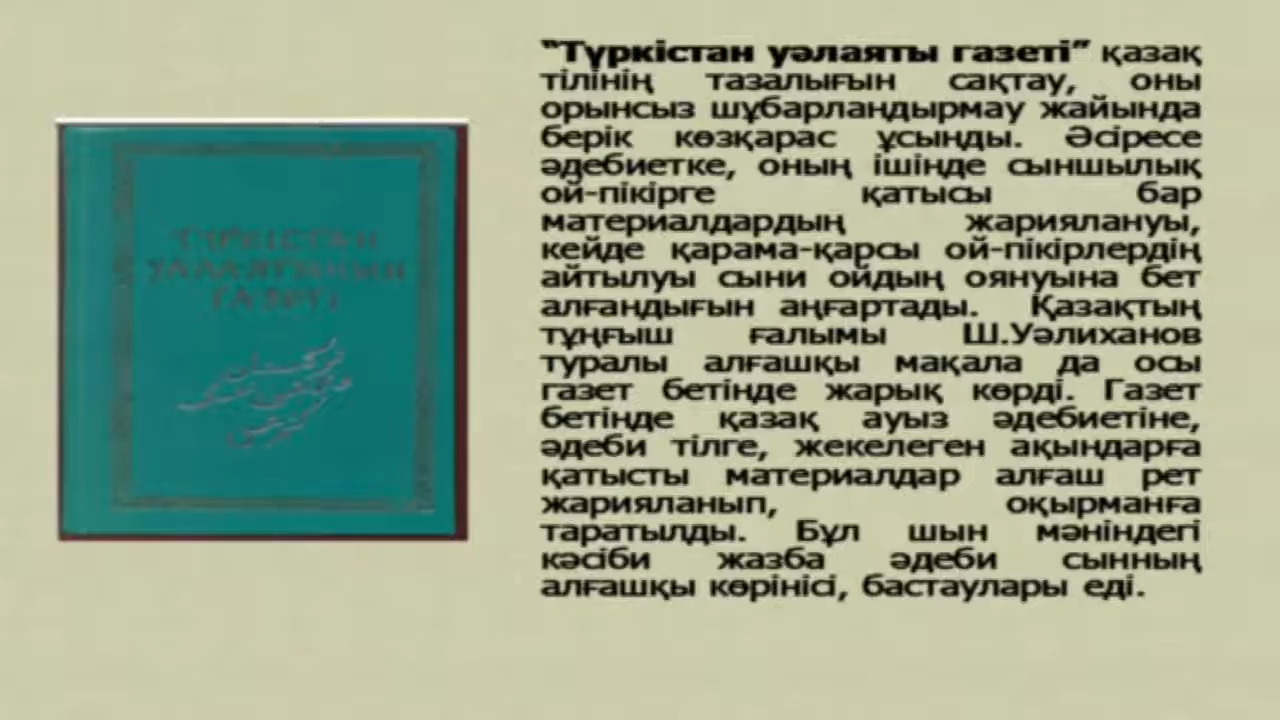 ТҮРКІСТАН
УАЛАЯТЫНЫҢ
ГАЗЕТІ
“Түркістан уәлаяты газеті” қазақ
тілінің тазалығын сақтау, оны
орынсыз шұбарландырмау жайында
берік көзқарас ұсынды. Әсіресе
әдебиетке, оның ішінде сыншылық
ой-пікірге қатысы бар
материалдардың жариялануы,
кейде қарама-қарсы ой-пікірлердің
айтылуы сыни ойдың оянуына бет
алғандығын аңғартады. Қазақтың
тұңғыш ғалымы Ш.Уәлиханов
туралы алғашқы мақала да осы
газет бетінде жарық көрді. Газет
бетінде қазақ ауыз әдебиетіне,
әдеби тілге, жекелеген ақындарға
қатысты материалдар алғаш рет
жарияланып, оқырманға
таратылды. Бұл шын мәніндегі
кәсіби жазба әдеби сынның
алғашқы көрінісі, бастаулары еді.